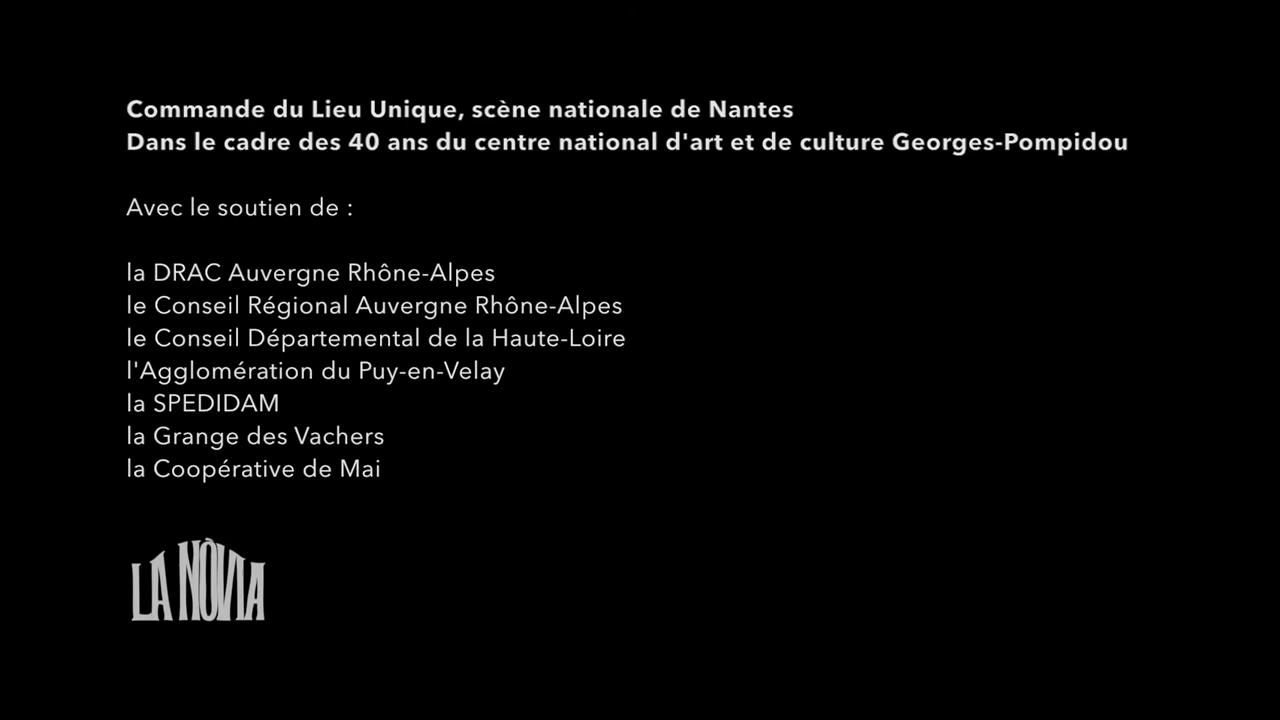 Commande du Lieu Unique, scène nationale de Nantes
Dans le cadre des 40 ans du centre national d'art et de culture Georges-Pompidou
Avec le soutien de :
la DRAC Auvergne Rhône-Alpes
le Conseil Régional Auvergne Rhône-Alpes
le Conseil Départemental de la Haute-Loire
l'Agglomération du Puy-en-Velay
la SPEDIDAM
la Grange des Vachers
la Coopérative de Mai
LA NÒVIA